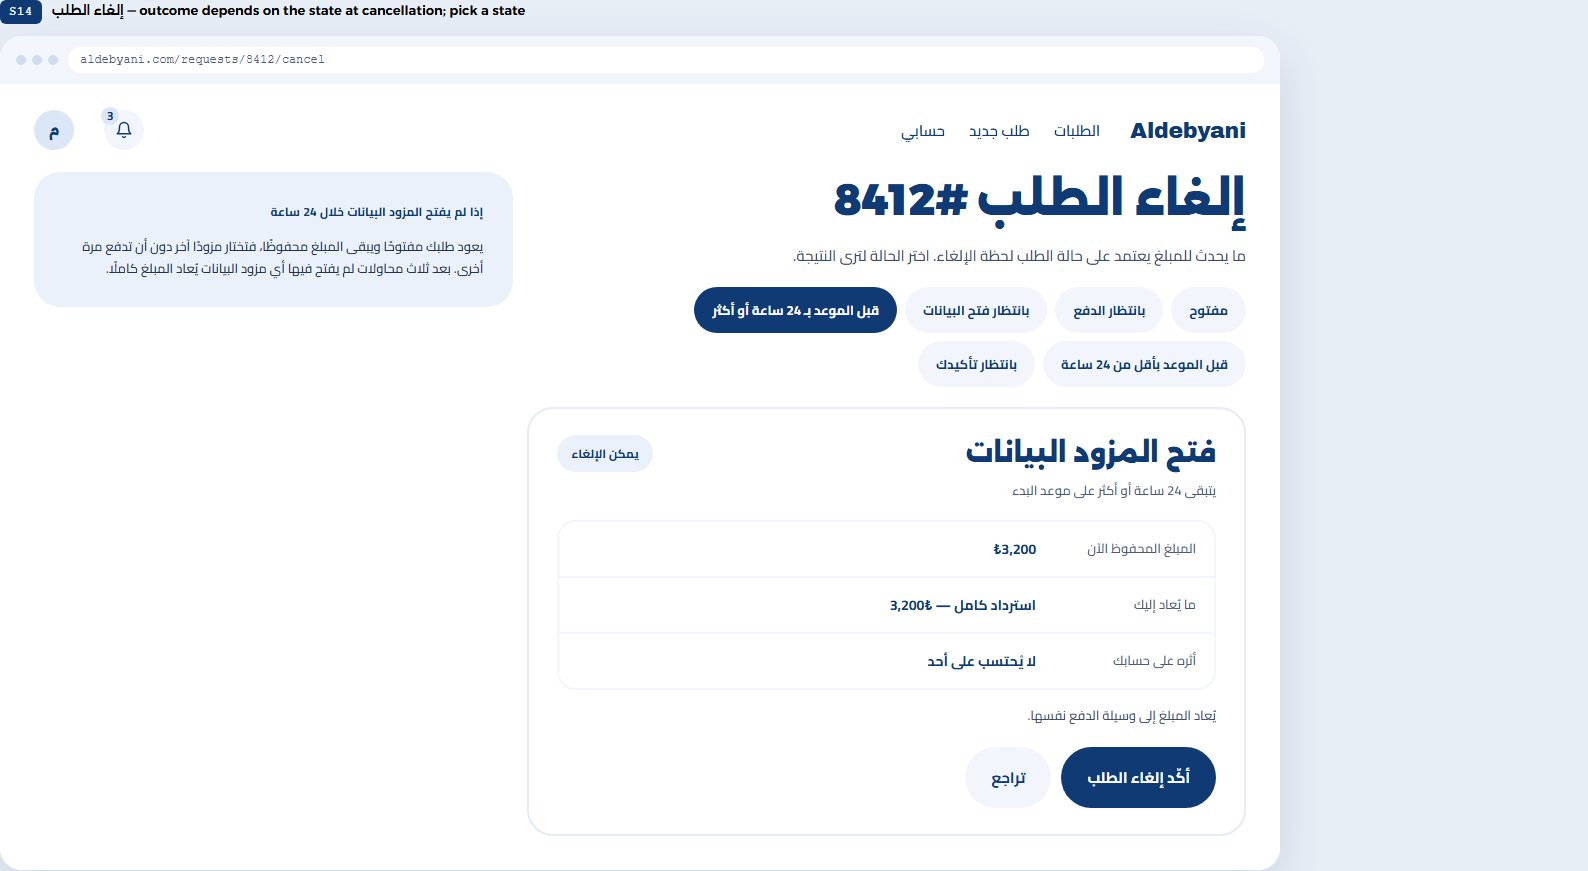 S14 إلغاء الطلب — outcome depends on the state at cancellation; pick a state
aldebyani.com/requests/8412/cancel
Aldebyani الطلبات طلب جديد حسابي 3 م
إلغاء الطلب #8412
ما يحدث للمبلغ يعتمد على حالة الطلب لحظة الإلغاء. اختر الحالة لترى النتيجة.
مفتوح بانتظار الدفع بانتظار فتح البيانات قبل الموعد بـ 24 ساعة أو أكثر
قبل الموعد بأقل من 24 ساعة بانتظار تأكيدك
فتح المزود البيانات يمكن الإلغاء
يتبقى 24 ساعة أو أكثر على موعد البدء
المبلغ المحفوظ الآن ₺3,200
ما يُعاد إليك استرداد كامل — ₺3,200
أثره على حسابك لا يُحتسب على أحد
يُعاد المبلغ إلى وسيلة الدفع نفسها.
أكّد إلغاء الطلب تراجع
إذا لم يفتح المزود البيانات خلال 24 ساعة
يعود طلبك مفتوحًا ويبقى المبلغ محفوظًا، فتختار مزودًا آخر دون أن تدفع مرة
أخرى. بعد ثلاث محاولات لم يفتح فيها أي مزود البيانات يُعاد المبلغ كاملًا.